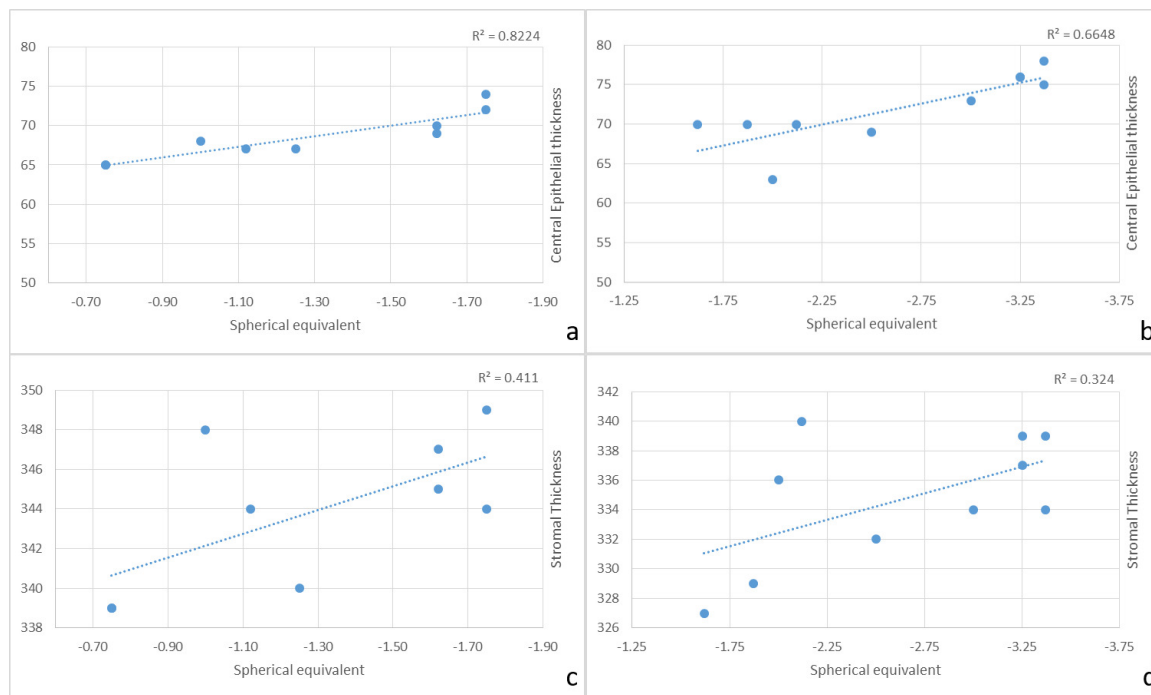 R² = 0.8224
80
75
70
65
60
55
50
-0.70 -0.90 -1.10 -1.30 -1.50 -1.70 -1.90
Spherical equivalent
Central Epithelial thickness
a
R² = 0.6648
80
75
70
65
60
55
50
-1.25 -1.75 -2.25 -2.75 -3.25 -3.75
Spherical equivalent
Central Epithelial thickness
b
R² = 0.411
350
348
346
344
342
340
338
-0.70 -0.90 -1.10 -1.30 -1.50 -1.70 -1.90
Spherical equivalent
Stromal Thickness
c
R² = 0.324
342
340
338
336
334
332
330
328
326
-1.25 -1.75 -2.25 -2.75 -3.25 -3.75
Spherical equivalent
Stromal Thickness
d